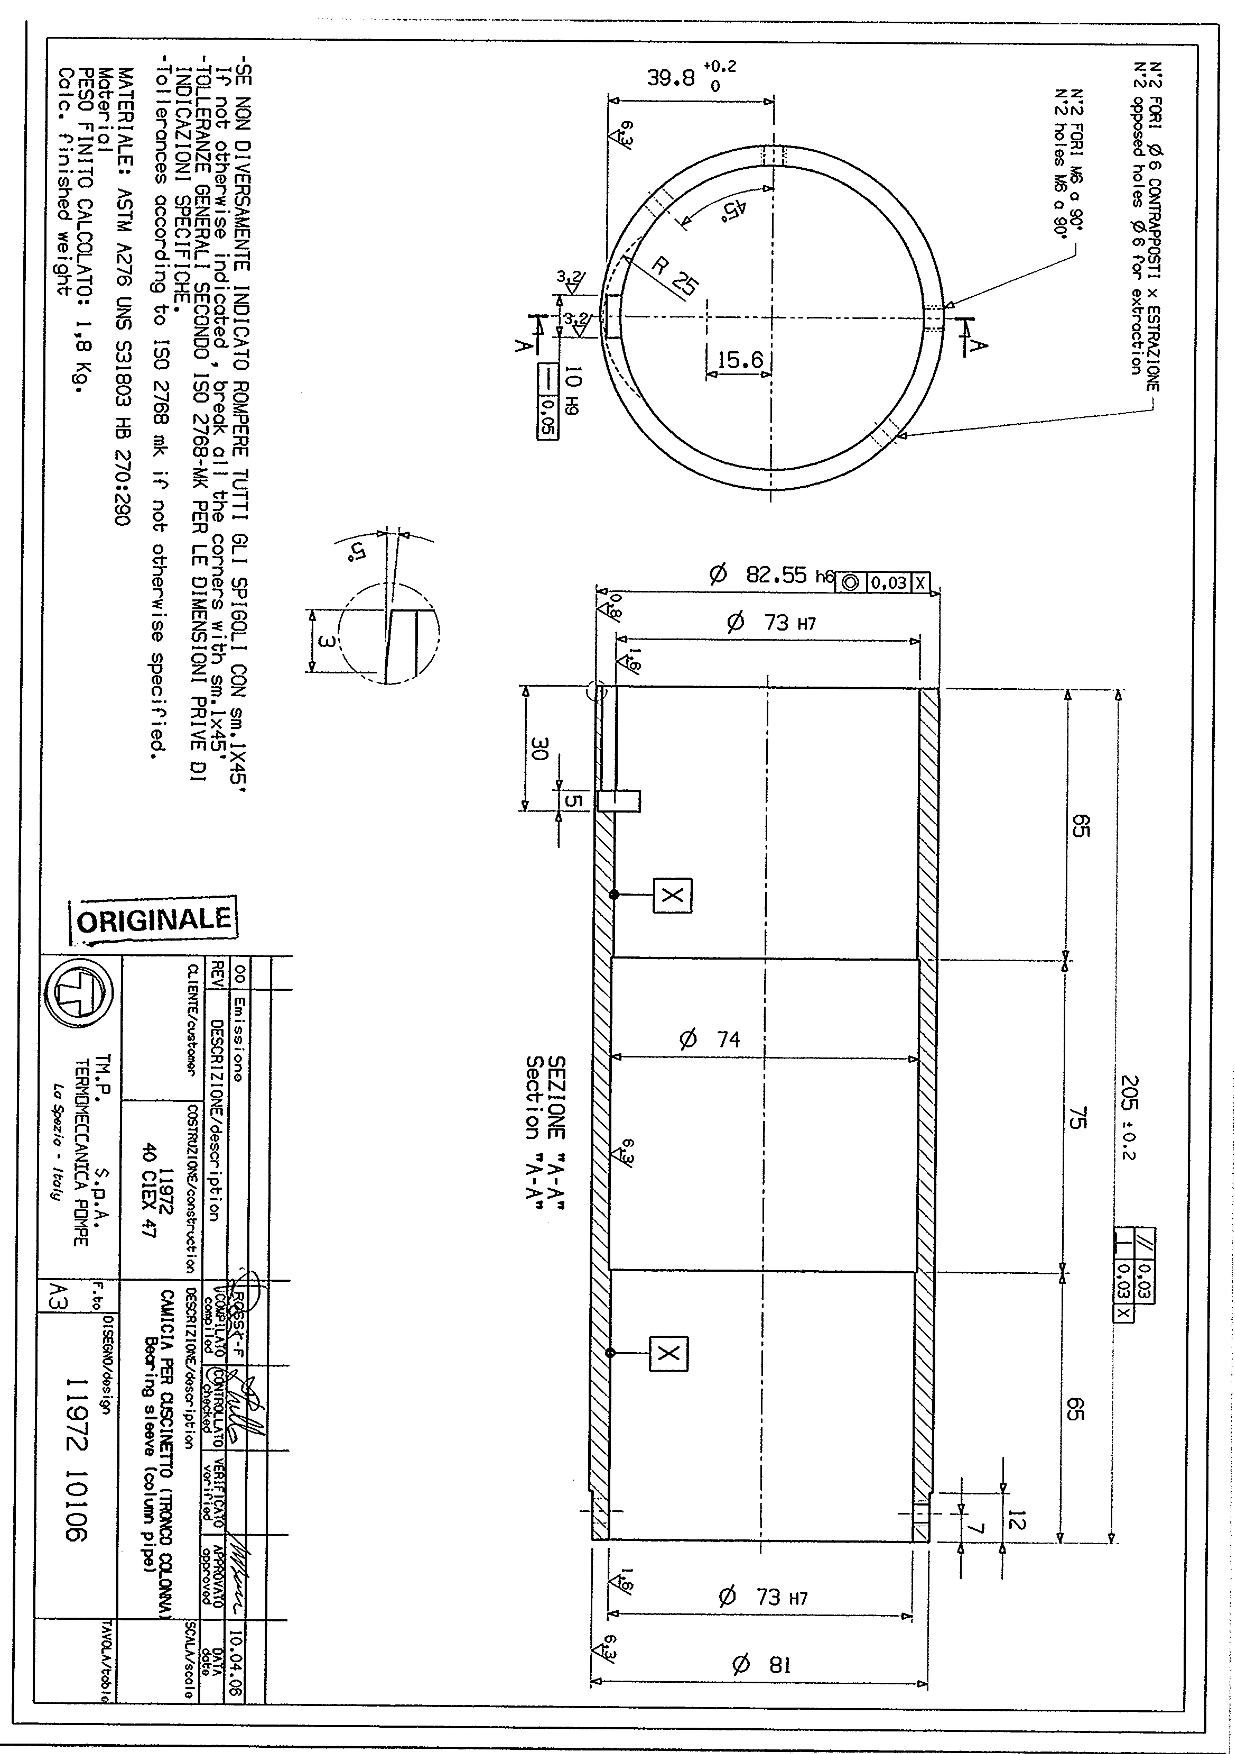 N°2 FORI Ø 6 CONTRAPPOSTI x ESTRAZIONE
N°2 opposed holes Ø 6 for extraction
N°2 FORI M6 a 90°
N°2 holes M6 a 90°
39.8 +0.2 0
6,3
45°
R 25
15.6
A
A
3,2
3,2
10 H9
0,05
5°
3
Ø 82.55 h6
0,03 X
0,8
Ø 73 H7
1,6
30
5
X
65
Ø 74
6,3
75
205 ±0.2
// 0,03
⊥ 0,03 X
SEZIONE "A-A"
Section "A-A"
X
65
12
7
1,6
Ø 73 H7
6,3
Ø 81
-SE NON DIVERSAMENTE INDICATO ROMPERE TUTTI GLI SPIGOLI CON sm.1X45°
If not otherwise indicated , break all the corners with sm.1x45°
-TOLLERANZE GENERALI SECONDO ISO 2768-MK PER LE DIMENSIONI PRIVE DI
INDICAZIONI SPECIFICHE.
-Tollerances according to ISO 2768 mk if not otherwise specified.
MATERIALE: ASTM A276 UNS S31803 HB 270:290
Material
PESO FINITO CALCOLATO: 1,8 Kg.
Calc. finished weight
ORIGINALE
00 Emissione
ROSSI-F
10.04.06
REV
DESCRIZIONE/description
COMPILATO
compiled
CONTROLLATO
checked
VERIFICATO
verified
APPROVATO
approved
DATA
date
CLIENTE/customer
COSTRUZIONE/construction
11972
40 CIEX 47
DESCRIZIONE/description
CAMICIA PER CUSCINETTO (TRONCO COLONNA)
Bearing sleeve (column pipe)
SCALA/scale
T.M.P. S.p.A.
TERMOMECCANICA POMPE
La Spezia - Italy
F.to
A3
DISEGNO/design
11972 10106
TAVOLA/table